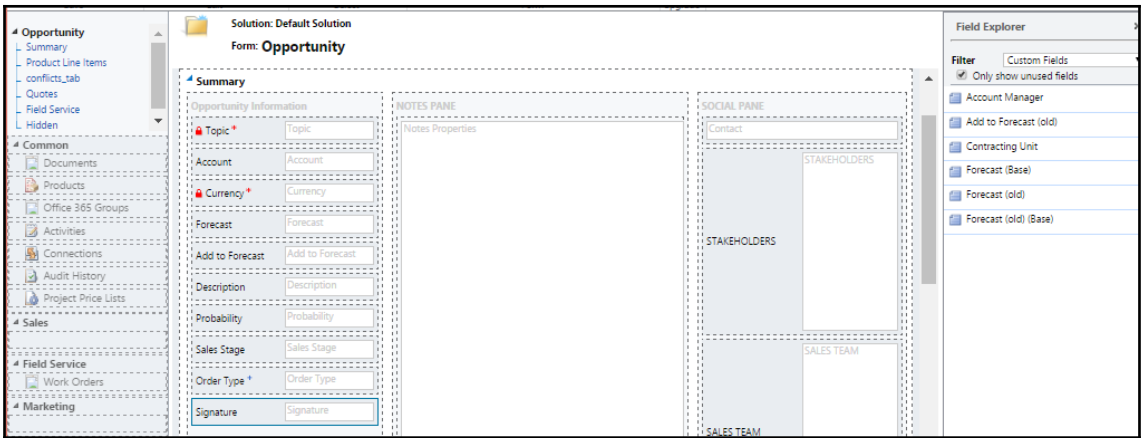 Opportunity
Summary
Product Line Items
conflicts_tab
Quotes
Field Service
Hidden
Common
Documents
Products
Office 365 Groups
Activities
Connections
Audit History
Project Price Lists
Sales
Field Service
Work Orders
Marketing
Solution: Default Solution
Form: Opportunity
Summary
Opportunity Information
Topic * Topic
Account Account
Currency * Currency
Forecast Forecast
Add to Forecast Add to Forecast
Description Description
Probability Probability
Sales Stage Sales Stage
Order Type * Order Type
Signature Signature
NOTES PANE
Notes Properties
SOCIAL PANE
Contact
STAKEHOLDERS STAKEHOLDERS
SALES TEAM SALES TEAM
Field Explorer
Filter Custom Fields
Only show unused fields
Account Manager
Add to Forecast (old)
Contracting Unit
Forecast (Base)
Forecast (old)
Forecast (old) (Base)